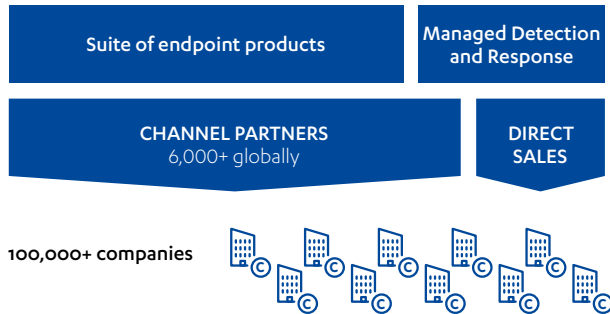 Suite of endpoint products
Managed Detection
and Response
CHANNEL PARTNERS
6,000+ globally
DIRECT
SALES
100,000+ companies
C C C C C
C C C C C